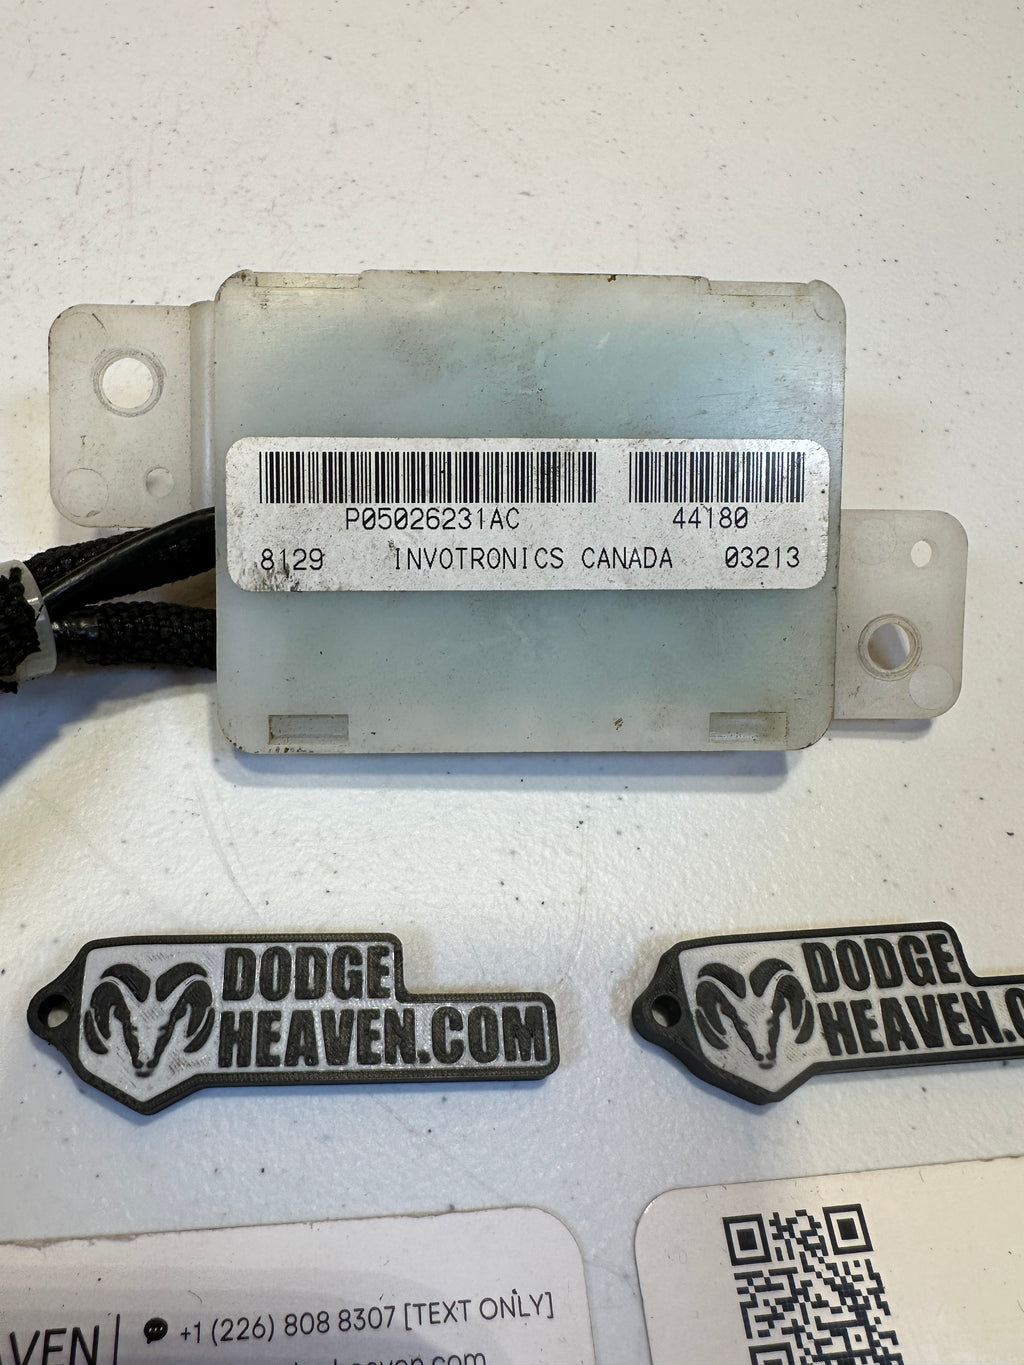 P05026231AC 44180
8129 INVOTRONICS CANADA 03213
DODGE
HEAVEN.COM
DODGE
HEAVEN.
+1 (226) 808 8307 [TEXT ONLY]